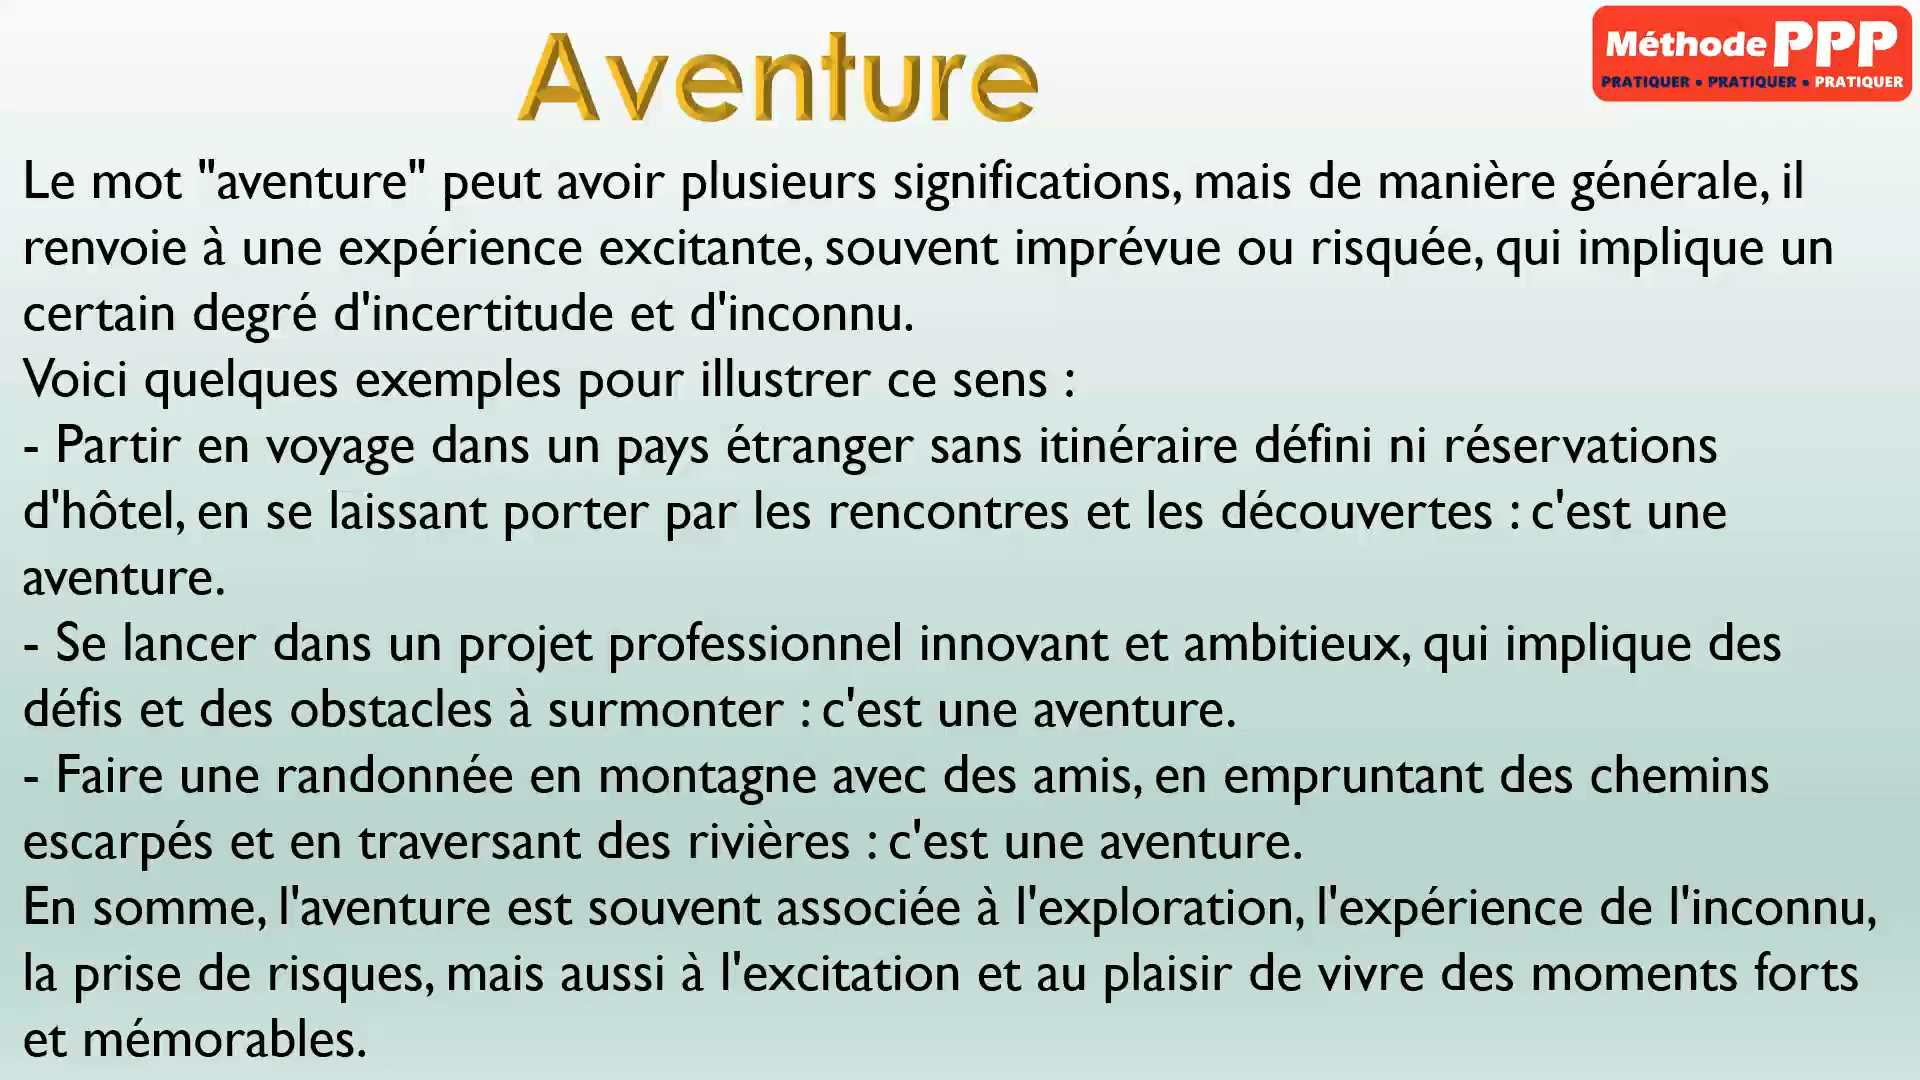 Aventure
Méthode PPP
PRATIQUER • PRATIQUER • PRATIQUER
Le mot "aventure" peut avoir plusieurs significations, mais de manière générale, il
renvoie à une expérience excitante, souvent imprévue ou risquée, qui implique un
certain degré d'incertitude et d'inconnu.
Voici quelques exemples pour illustrer ce sens :
- Partir en voyage dans un pays étranger sans itinéraire défini ni réservations
d'hôtel, en se laissant porter par les rencontres et les découvertes : c'est une
aventure.
- Se lancer dans un projet professionnel innovant et ambitieux, qui implique des
défis et des obstacles à surmonter : c'est une aventure.
- Faire une randonnée en montagne avec des amis, en empruntant des chemins
escarpés et en traversant des rivières : c'est une aventure.
En somme, l'aventure est souvent associée à l'exploration, l'expérience de l'inconnu,
la prise de risques, mais aussi à l'excitation et au plaisir de vivre des moments forts
et mémorables.